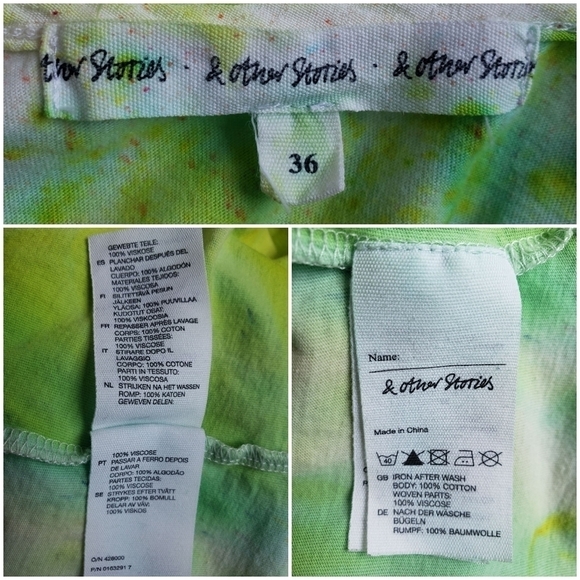 ther Stories · & other Stories · & other Stories
36
GEWEBTE TEILE:
100% VISKOSE
ES PLANCHAR DESPUÉS DEL
LAVADO
CUERPO: 100% ALGODÓN
MATERIALES TEJIDOS:
100% VISCOSA
FI SILITETTÄVÄ PESUN
JÄLKEEN
YLÄOSA: 100% PUUVILLAA
KUDOTUT OSAT:
100% VISKOOSIA
FR REPASSER APRÈS LAVAGE
CORPS: 100% COTON
PARTIES TISSÉES:
100% VISCOSE
IT STIRARE DOPO IL
LAVAGGIO
CORPO: 100% COTONE
PARTI IN TESSUTO:
100% VISCOSA
NL STRIJKEN NA HET WASSEN
ROMP: 100% KATOEN
GEWEVEN DELEN:
100% VISCOSE
PT PASSAR A FERRO DEPOIS
DE LAVAR
CORPO: 100% ALGODÃO
PARTES TECIDAS:
100% VISCOSE
SE STRYKES EFTER TVÄTT
KROPP: 100% BOMULL
DELAR AV VÄV:
100% VISKOS
O/N 428000
P/N 0163291 7
Name:
& other Stories
Made in China
40
GB IRON AFTER WASH
BODY: 100% COTTON
WOVEN PARTS:
100% VISCOSE
DE NACH DER WÄSCHE
BÜGELN
RUMPF: 100% BAUMWOLLE